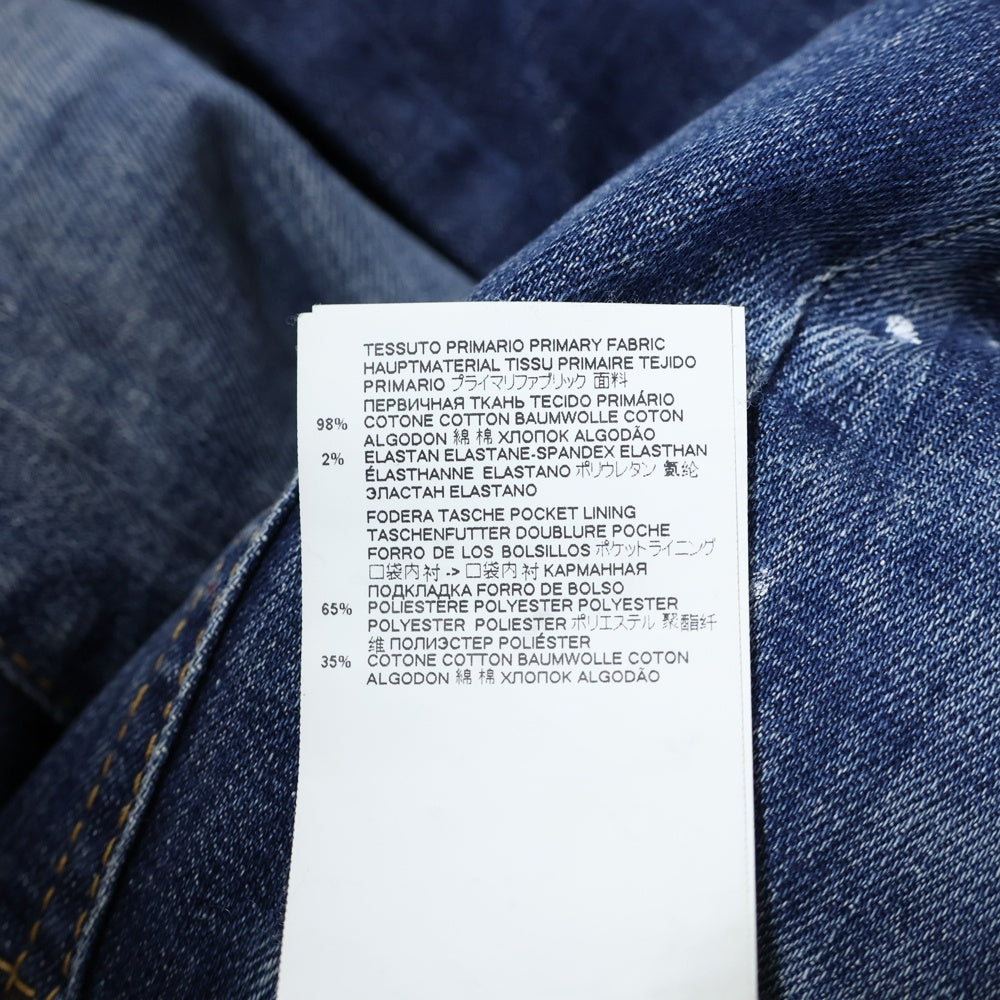 TESSUTO PRIMARIO PRIMARY FABRIC
HAUPTMATERIAL TISSU PRIMAIRE TEJIDO
PRIMARIO プライマリファブリック 面料
ПЕРВИЧНАЯ ТКАНЬ TECIDO PRIMÁRIO
98% COTONE COTTON BAUMWOLLE COTON
ALGODON 綿 棉 ХЛОПОК ALGODÃO
2% ELASTAN ELASTANE-SPANDEX ELASTHAN
ÉLASTHANNE ELASTANO ポリウレタン 氨纶
ЭЛАСТАН ELASTANO
FODERA TASCHE POCKET LINING
TASCHENFUTTER DOUBLURE POCHE
FORRO DE LOS BOLSILLOS ポケットライニング
口袋内衬 -> 口袋内衬 КАРМАННАЯ
ПОДКЛАДКА FORRO DE BOLSO
65% POLIESTERE POLYESTER POLYESTER
POLYESTER POLIESTER ポリエステル 聚酯纤
维 ПОЛИЭСТЕР POLIÉSTER
35% COTONE COTTON BAUMWOLLE COTON
ALGODON 綿 棉 ХЛОПОК ALGODÃO